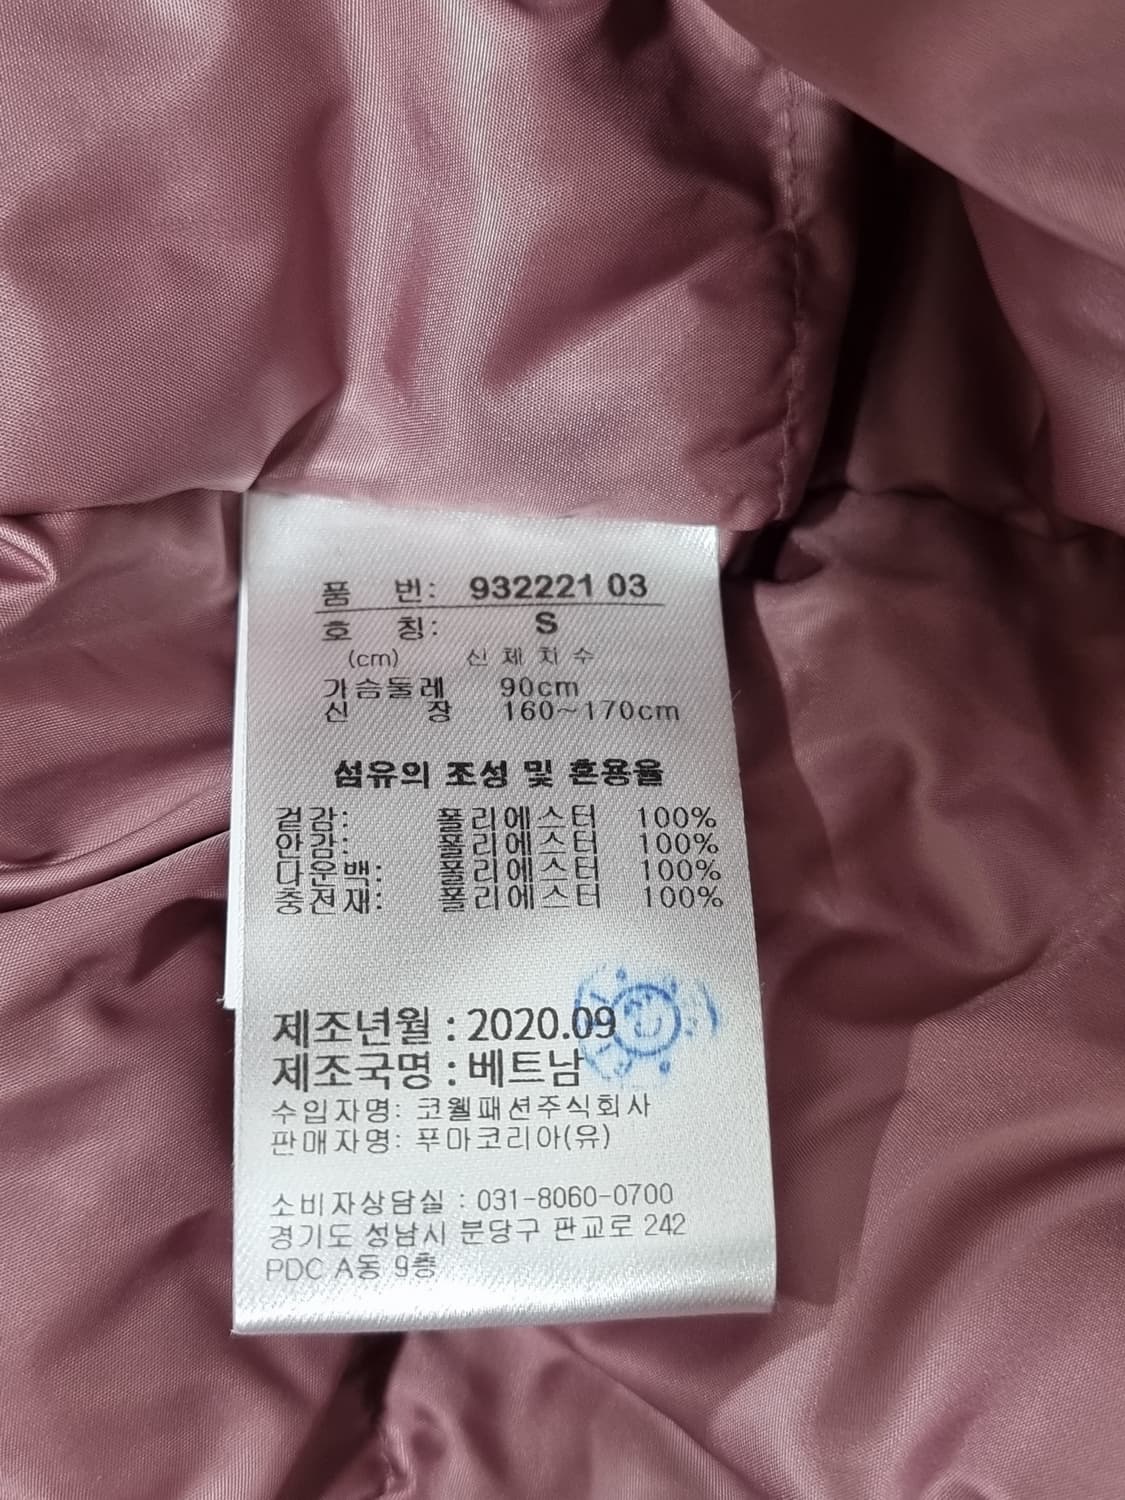 품 번: 932221 03
호 칭: S
(cm) 신 체 치 수
가슴둘레 90cm
신 장 160~170cm
섬유의 조성 및 혼용율
겉감: 폴리에스터 100%
안감: 폴리에스터 100%
다운백: 폴리에스터 100%
충전재: 폴리에스터 100%
제조년월 : 2020.09
제조국명 : 베트남
수입자명: 코웰패션주식회사
판매자명: 푸마코리아(유)
소비자상담실 : 031-8060-0700
경기도 성남시 분당구 판교로 242
PDC A동 9층